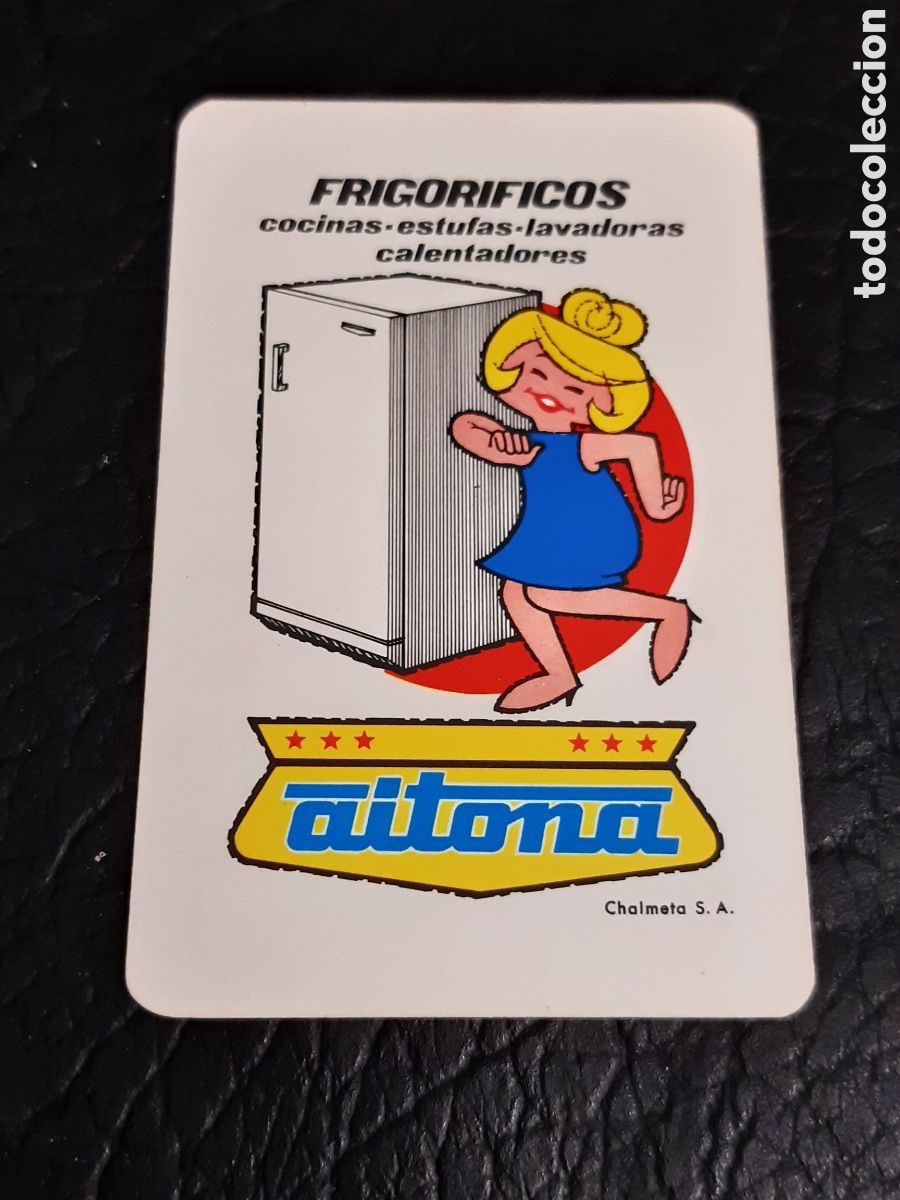 FRIGORIFICOS
cocinas-estufas-lavadoras
calentadores
aitona
Chalmeta S. A.
todocoleccion